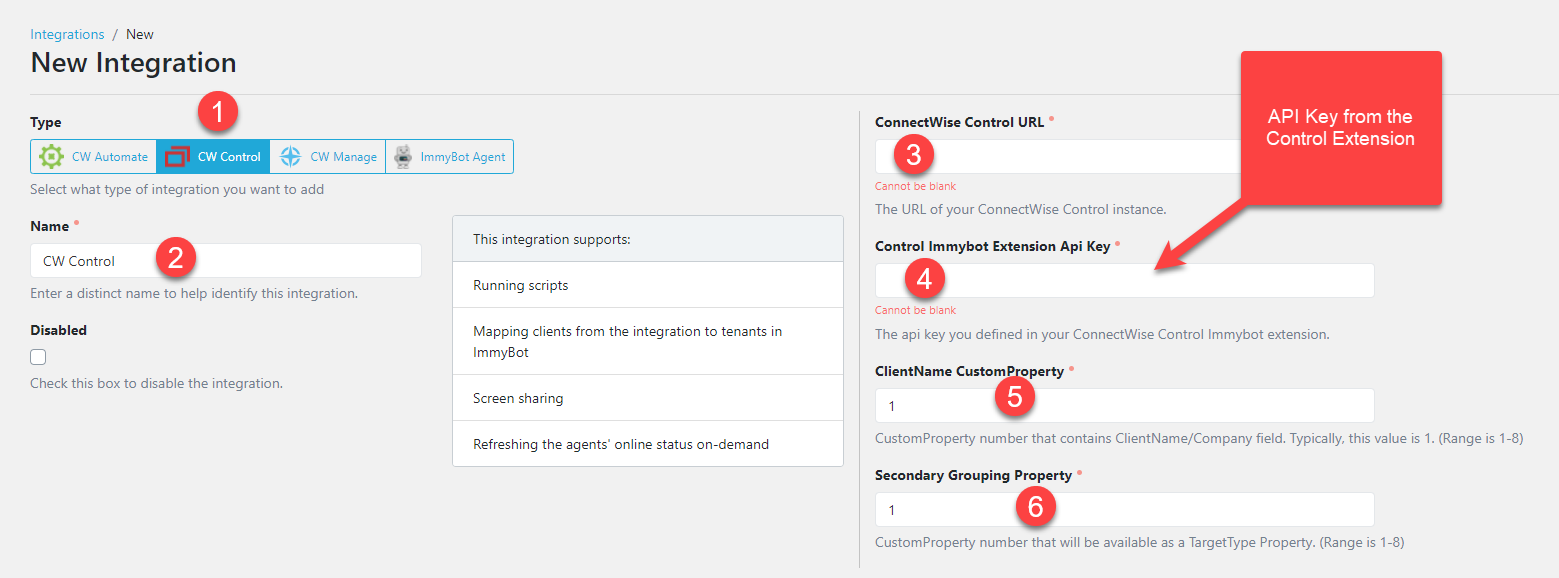 Integrations / New
New Integration
1
Type
CW Automate
CW Control
CW Manage
ImmyBot Agent
Select what type of integration you want to add
Name *
CW Control
2
Enter a distinct name to help identify this integration.
Disabled
Check this box to disable the integration.
This integration supports:
Running scripts
Mapping clients from the integration to tenants in
ImmyBot
Screen sharing
Refreshing the agents' online status on-demand
ConnectWise Control URL *
3
Cannot be blank
The URL of your ConnectWise Control instance.
API Key from the
Control Extension
Control Immybot Extension Api Key *
4
Cannot be blank
The api key you defined in your ConnectWise Control Immybot extension.
ClientName CustomProperty *
5
1
CustomProperty number that contains ClientName/Company field. Typically, this value is 1. (Range is 1-8)
Secondary Grouping Property *
6
1
CustomProperty number that will be available as a TargetType Property. (Range is 1-8)